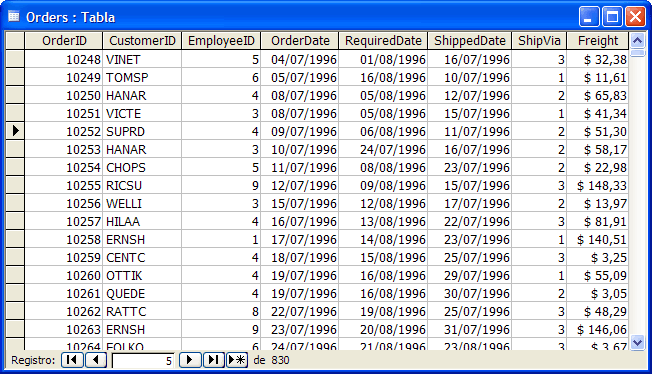 Orders : Tabla
OrderID CustomerID EmployeeID OrderDate RequiredDate ShippedDate ShipVia Freight
10248 VINET 5 04/07/1996 01/08/1996 16/07/1996 3 $ 32,38
10249 TOMSP 6 05/07/1996 16/08/1996 10/07/1996 1 $ 11,61
10250 HANAR 4 08/07/1996 05/08/1996 12/07/1996 2 $ 65,83
10251 VICTE 3 08/07/1996 05/08/1996 15/07/1996 1 $ 41,34
10252 SUPRD 4 09/07/1996 06/08/1996 11/07/1996 2 $ 51,30
10253 HANAR 3 10/07/1996 24/07/1996 16/07/1996 2 $ 58,17
10254 CHOPS 5 11/07/1996 08/08/1996 23/07/1996 2 $ 22,98
10255 RICSU 9 12/07/1996 09/08/1996 15/07/1996 3 $ 148,33
10256 WELLI 3 15/07/1996 12/08/1996 17/07/1996 2 $ 13,97
10257 HILAA 4 16/07/1996 13/08/1996 22/07/1996 3 $ 81,91
10258 ERNSH 1 17/07/1996 14/08/1996 23/07/1996 1 $ 140,51
10259 CENTC 4 18/07/1996 15/08/1996 25/07/1996 3 $ 3,25
10260 OTTIK 4 19/07/1996 16/08/1996 29/07/1996 1 $ 55,09
10261 QUEDE 4 19/07/1996 16/08/1996 30/07/1996 2 $ 3,05
10262 RATTC 8 22/07/1996 19/08/1996 25/07/1996 3 $ 48,29
10263 ERNSH 9 23/07/1996 20/08/1996 31/07/1996 3 $ 146,06
10264 FOLKO 6 24/07/1996 21/08/1996 23/08/1996 3 $ 3,67
Registro: 5 de 830